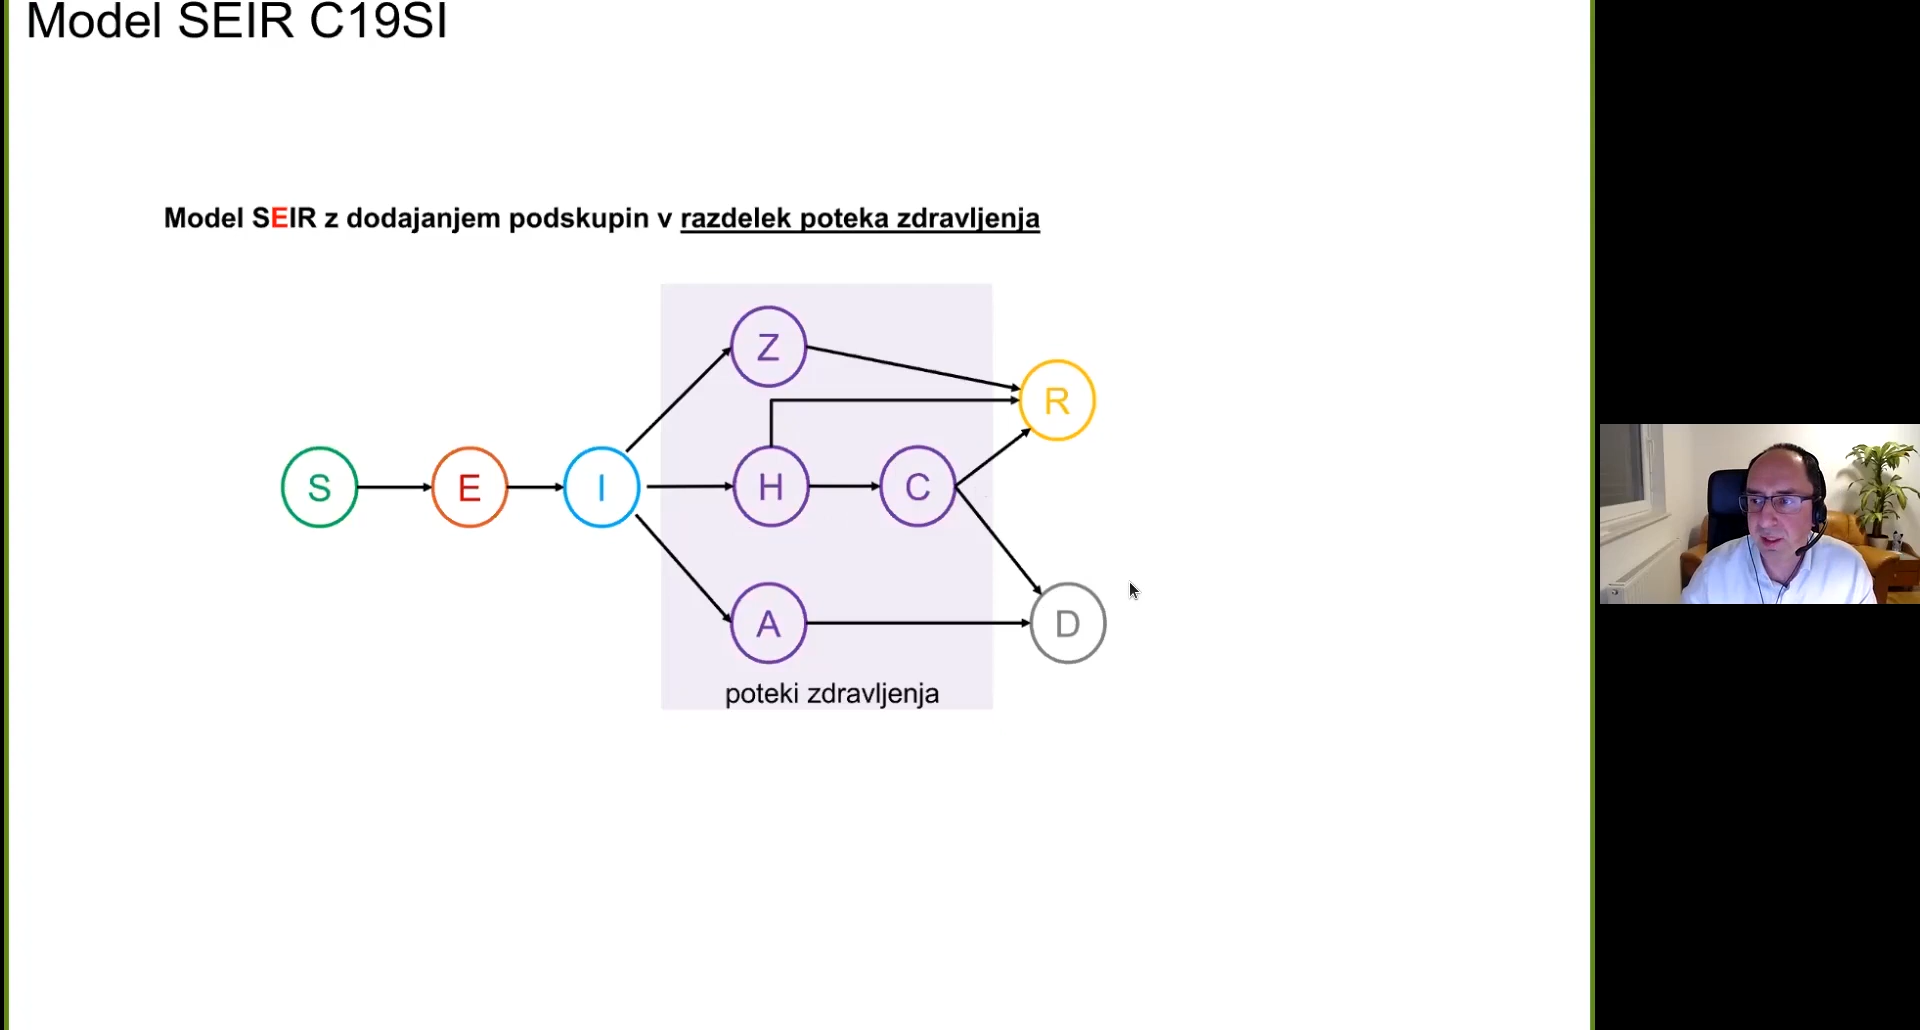 Model SEIR C19SI
Model SEIR z dodajanjem podskupin v razdelek poteka zdravljenja
Z
R
S
E
I
H
C
A
D
poteki zdravljenja